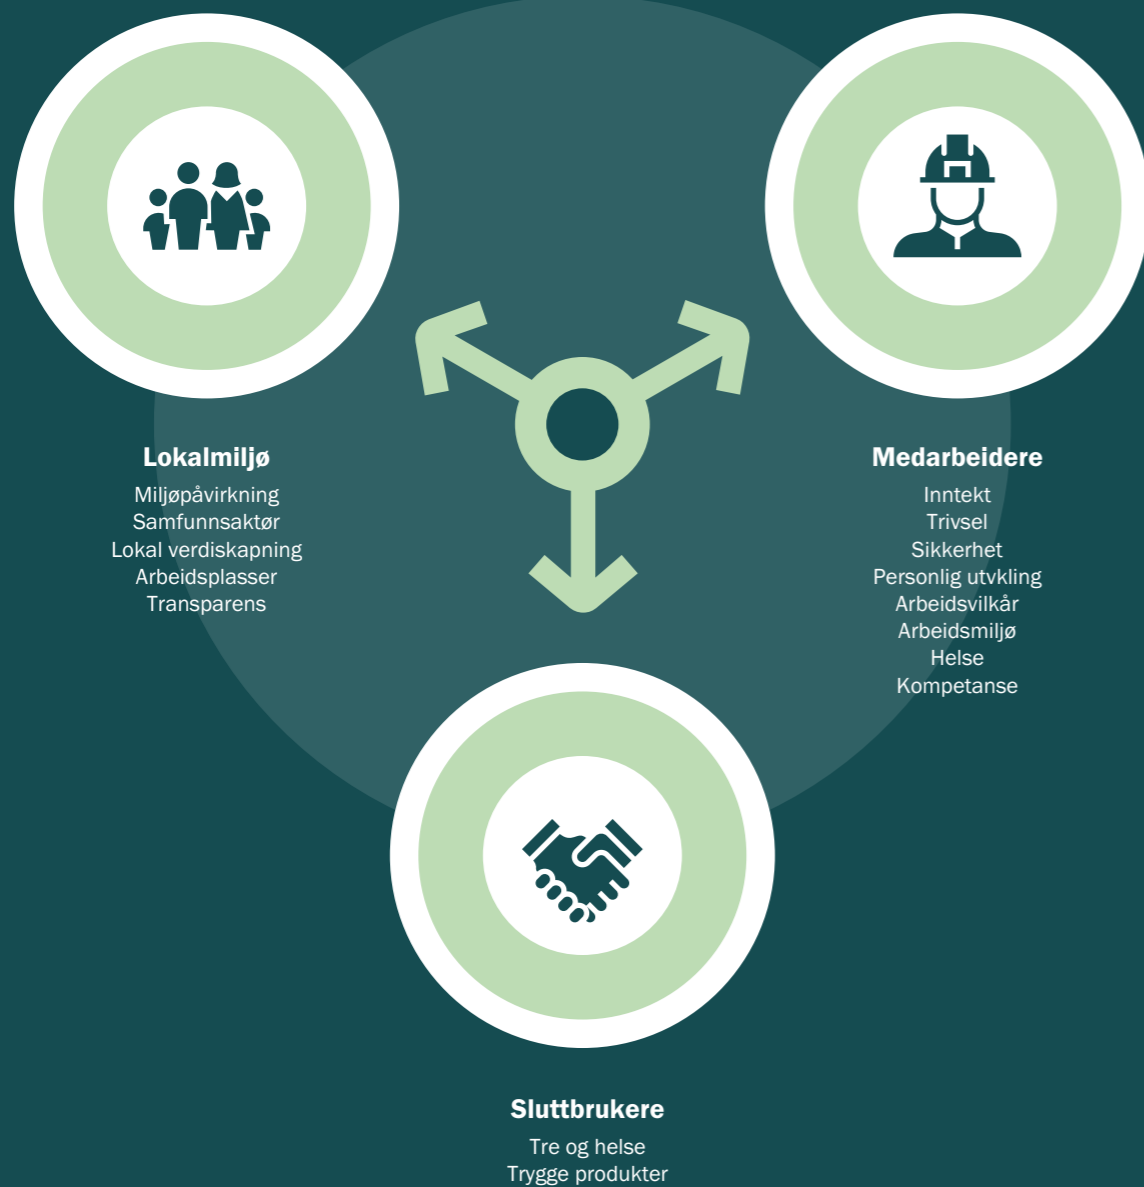 Lokalmiljø
Miljøpåvirkning
Samfunnsaktør
Lokal verdiskapning
Arbeidsplasser
Transparens
Medarbeidere
Inntekt
Trivsel
Sikkerhet
Personlig utvkling
Arbeidsvilkår
Arbeidsmiljø
Helse
Kompetanse
Sluttbrukere
Tre og helse
Trygge produkter